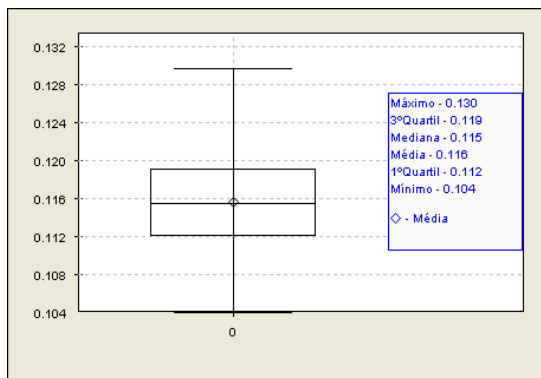 0.132
0.128
0.124
0.120
0.116
0.112
0.108
0.104
0
Máximo - 0.130
3ºQuartil - 0.119
Mediana - 0.115
Média - 0.116
1ºQuartil - 0.112
Mínimo - 0.104
◇ - Média